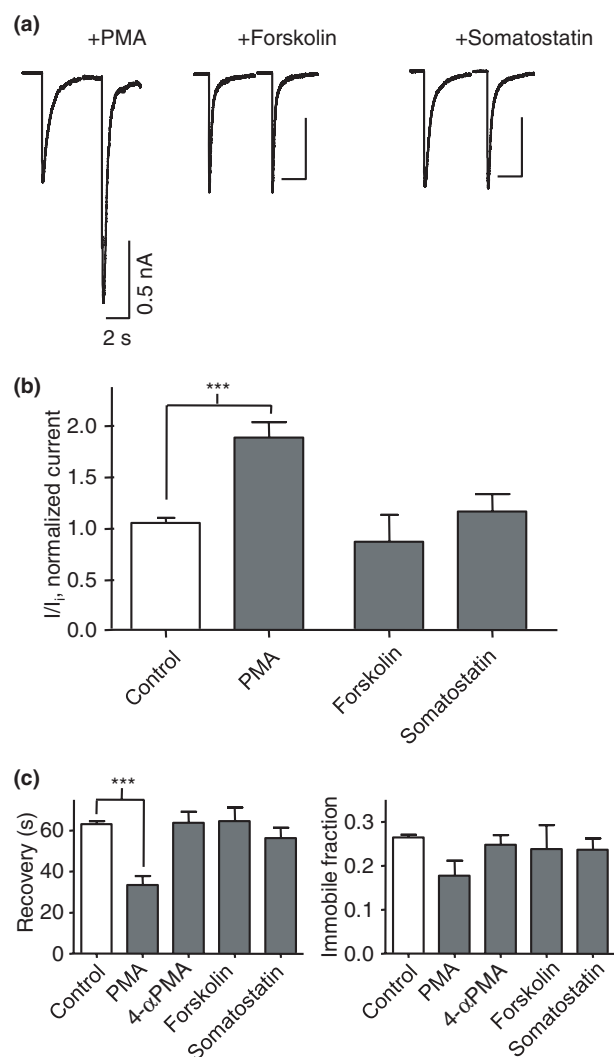 (a)
+PMA +Forskolin +Somatostatin
0.5 nA
2 s
(b)
***
I/Iᵢ, normalized current
2.0
1.5
1.0
0.5
0.0
Control
PMA
Forskolin
Somatostatin
(c)
***
Recovery (s)
60
40
20
0
Control
PMA
4-αPMA
Forskolin
Somatostatin
Immobile fraction
0.3
0.2
0.1
0.0
Control
PMA
4-αPMA
Forskolin
Somatostatin